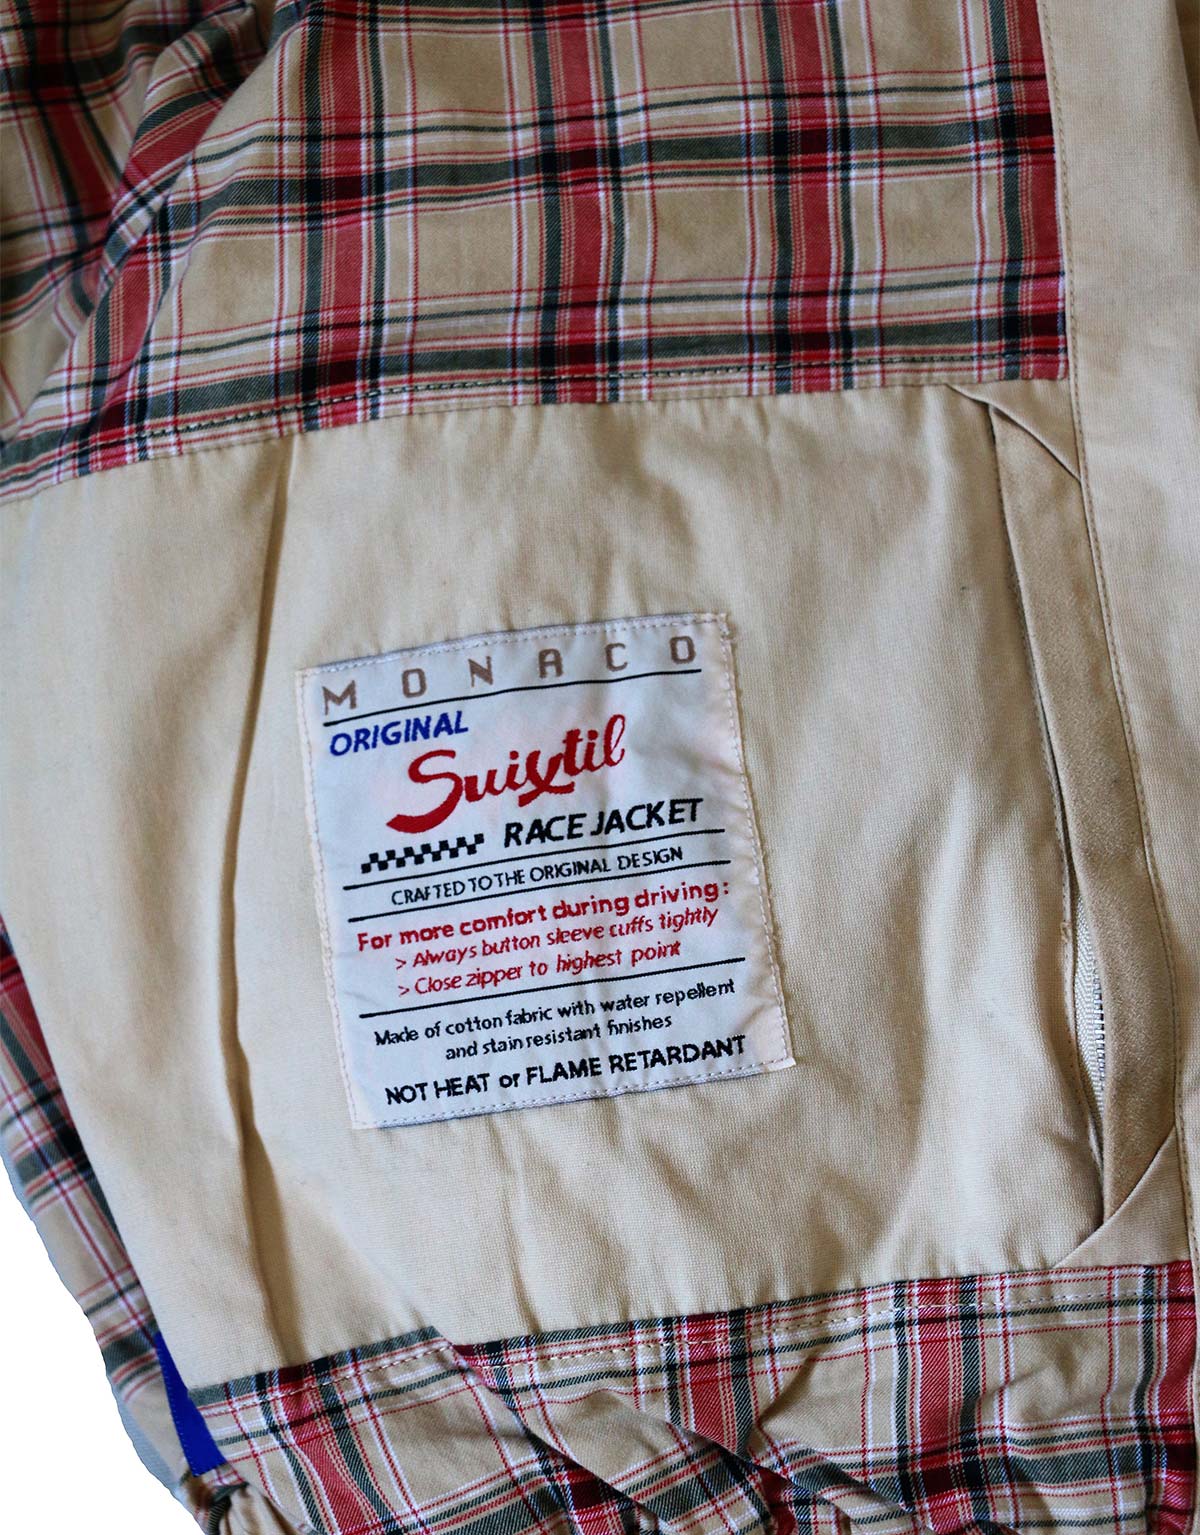 MONACO
ORIGINAL
Suixtil
RACE JACKET
CRAFTED TO THE ORIGINAL DESIGN
For more comfort during driving:
> Always button sleeve cuffs tightly
> Close zipper to highest point
Made of cotton fabric with water repellent
and stain resistant finishes
NOT HEAT or FLAME RETARDANT